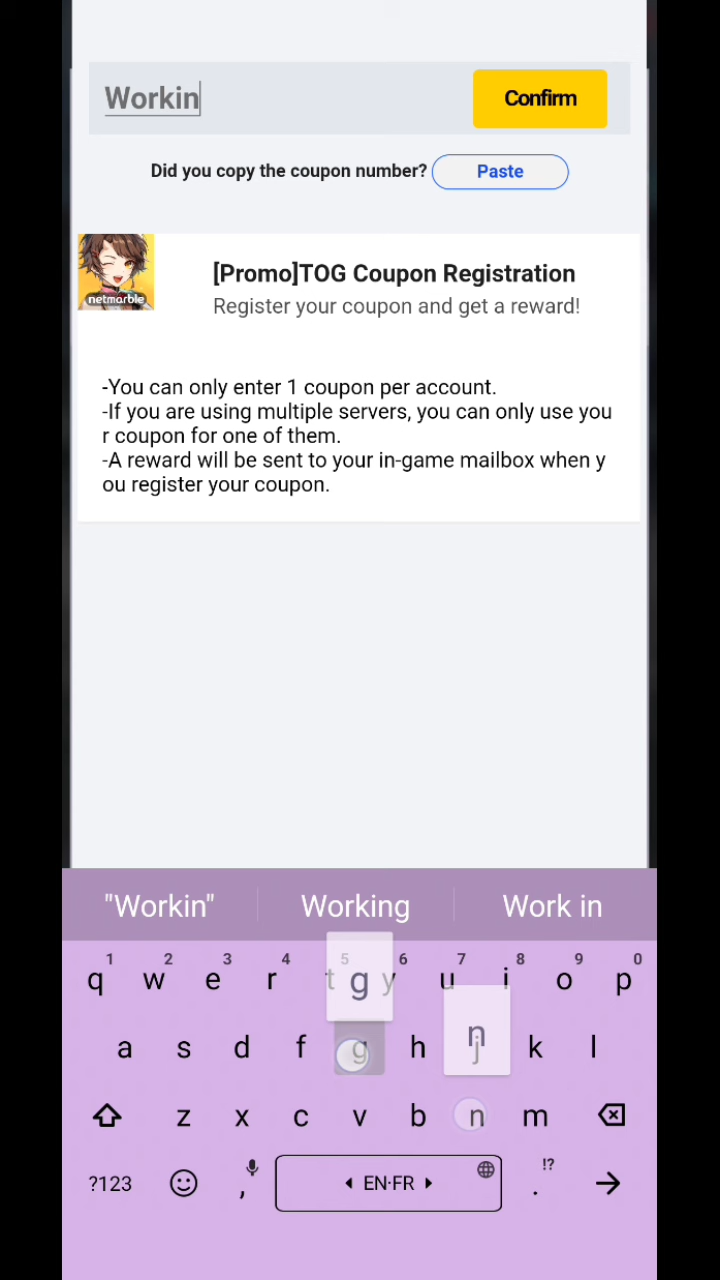 Workin
Confirm
Did you copy the coupon number? Paste
netmarble
[Promo]TOG Coupon Registration
Register your coupon and get a reward!
-You can only enter 1 coupon per account.
-If you are using multiple servers, you can only use you
r coupon for one of them.
-A reward will be sent to your in-game mailbox when y
ou register your coupon.
"Workin" Working Work in
1 2 3 4 5 6 7 8 9 0
q w e r t y u i o p
g n
a s d f g h j k l
z x c v b n m
!?
?123 , EN·FR .